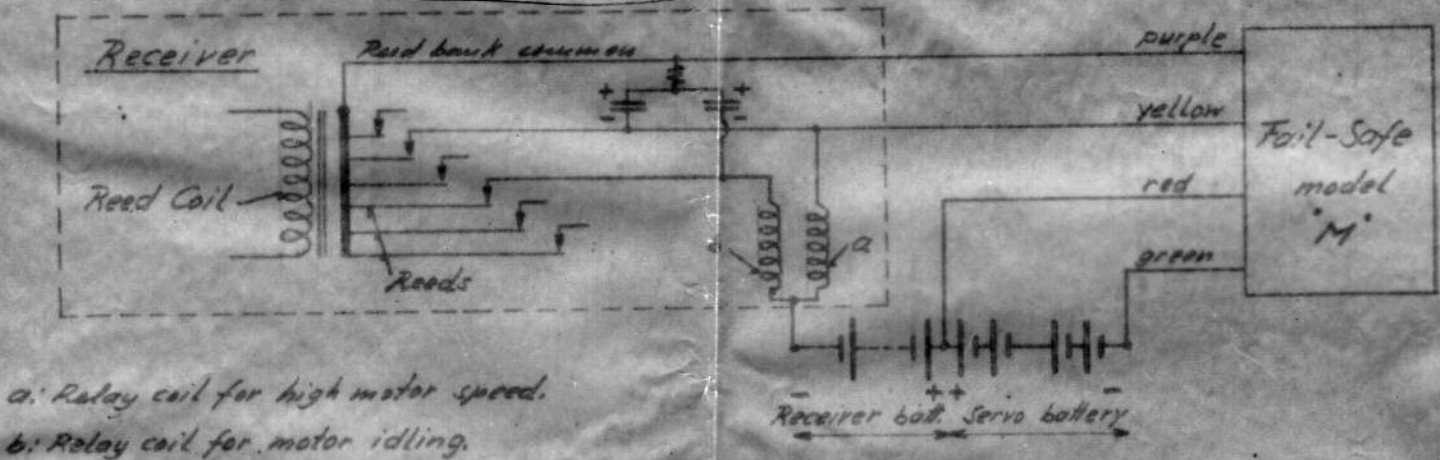 Receiver
Reed bank common
purple
yellow
red
green
Fail-Safe
model
"M"
Reed Coil
Reeds
a
+
-
+
-
-
+ +
-
Receiver batt. Servo battery
a: Relay coil for high motor speed.
b: Relay coil for motor idling.